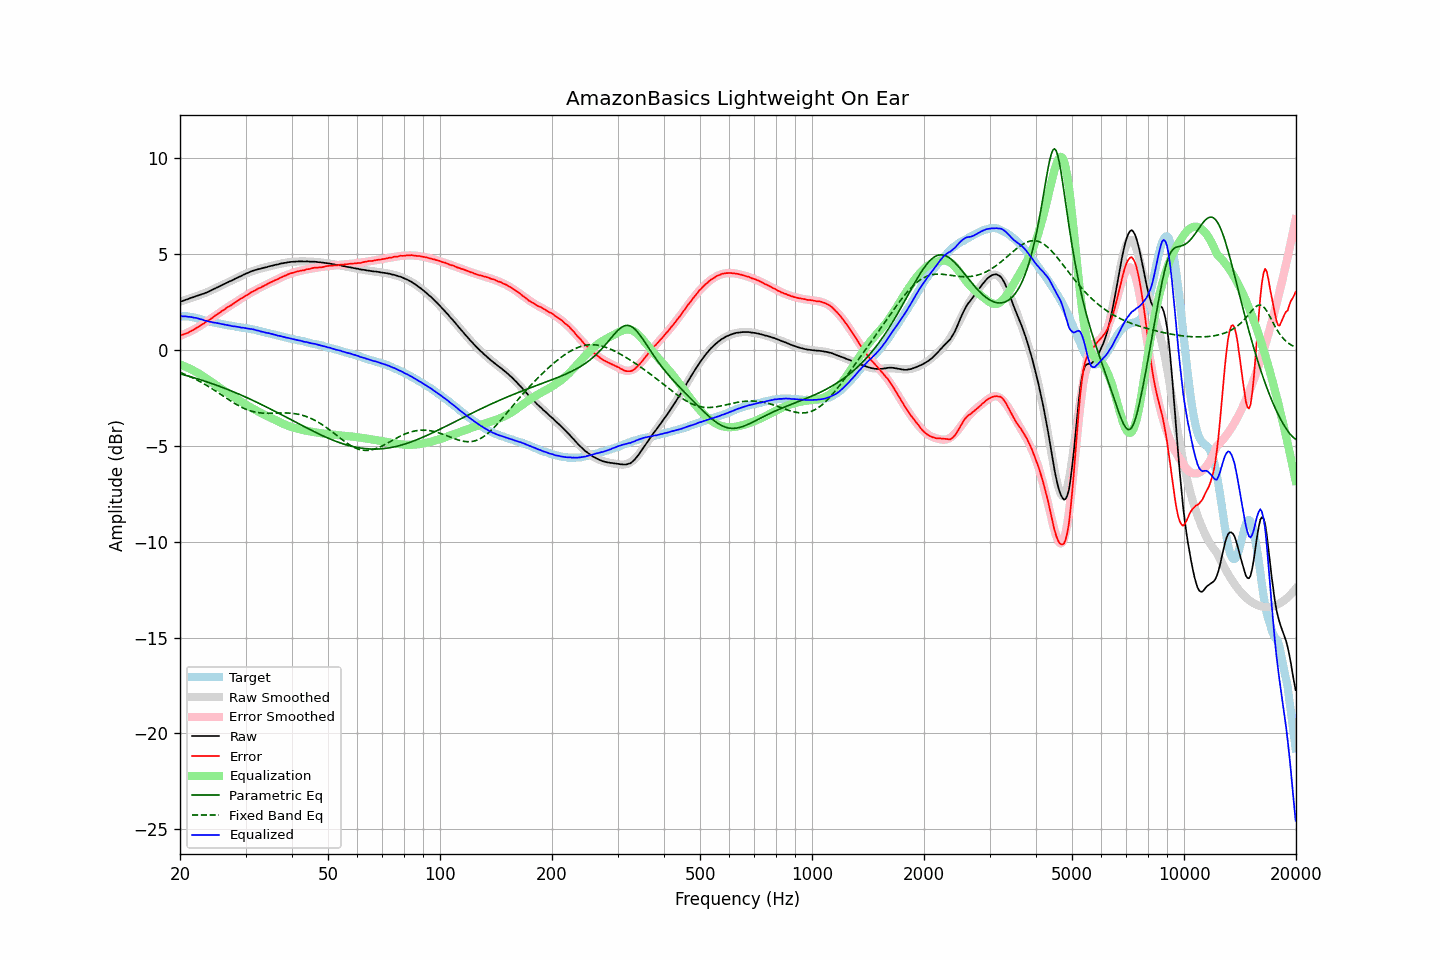 AmazonBasics Lightweight On Ear
Amplitude (dBr)
10
5
0
−5
−10
−15
−20
−25
Target
Raw Smoothed
Error Smoothed
Raw
Error
Equalization
Parametric Eq
Fixed Band Eq
Equalized
20 50 100 200 500 1000 2000 5000 10000 20000
Frequency (Hz)